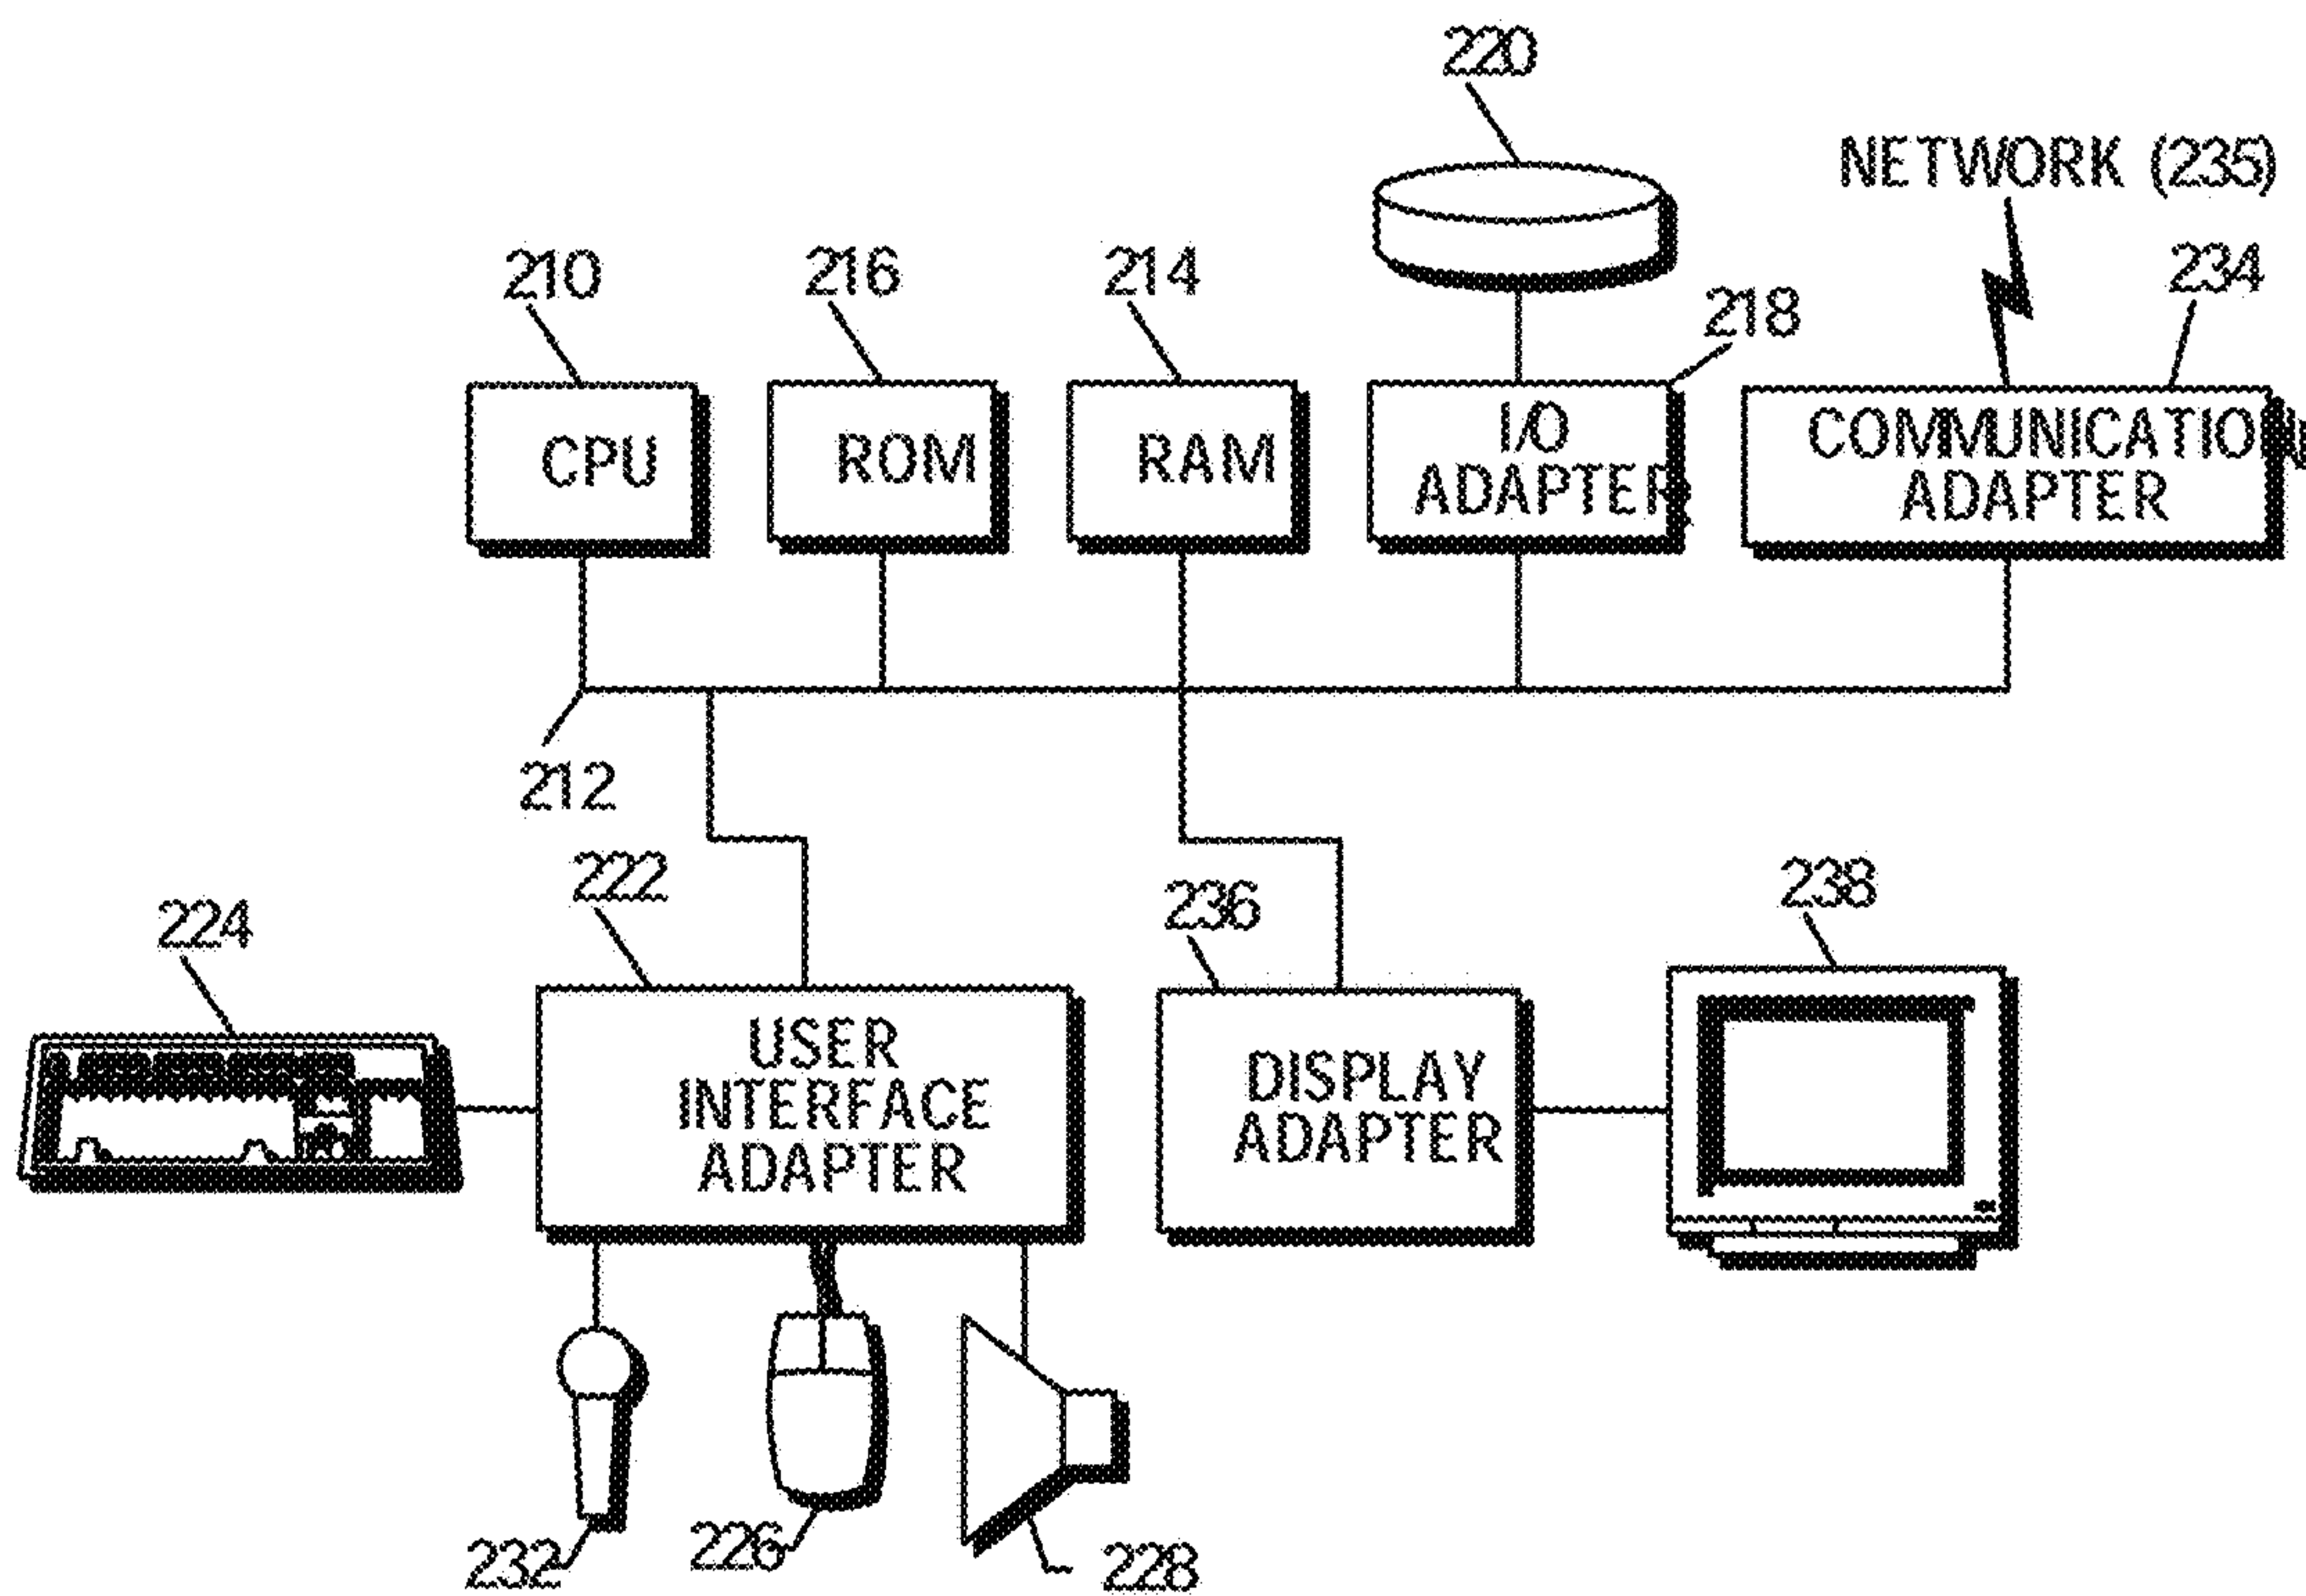 220
NETWORK (235)
210
216
214
218
234
CPU
ROM
RAM
I/O
ADAPTER
COMMUNICATION
ADAPTER
212
222
224
236
238
USER
INTERFACE
ADAPTER
DISPLAY
ADAPTER
232
226
228